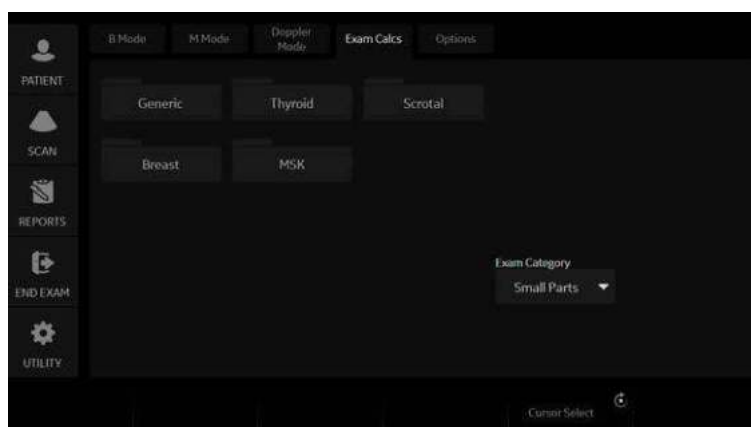 B Mode
M Mode
Doppler
Mode
Exam Calcs
Options
PATIENT
Generic
Thyroid
Scrotal
SCAN
Breast
MSK
REPORTS
Exam Category
END EXAM
Small Parts
UTILITY
Cursor Select